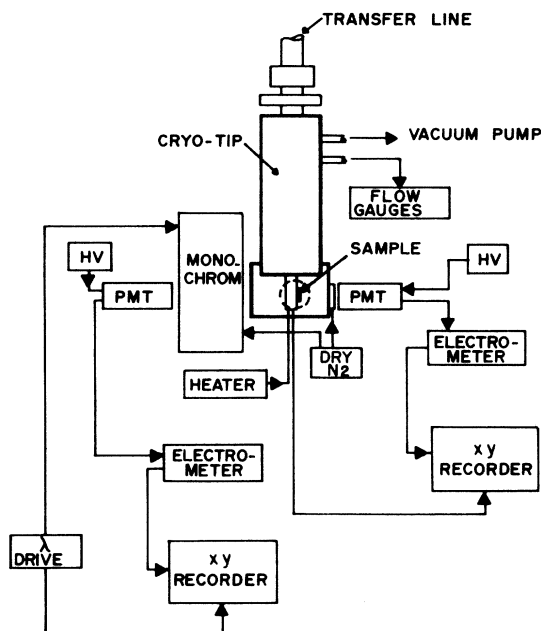 TRANSFER LINE
CRYO-TIP
VACUUM PUMP
FLOW
GAUGES
MONO-
CHROM
SAMPLE
HV
PMT
PMT
HV
DRY
N2
HEATER
ELECTRO-
METER
ELECTRO-
METER
xy
RECORDER
λ
DRIVE
xy
RECORDER